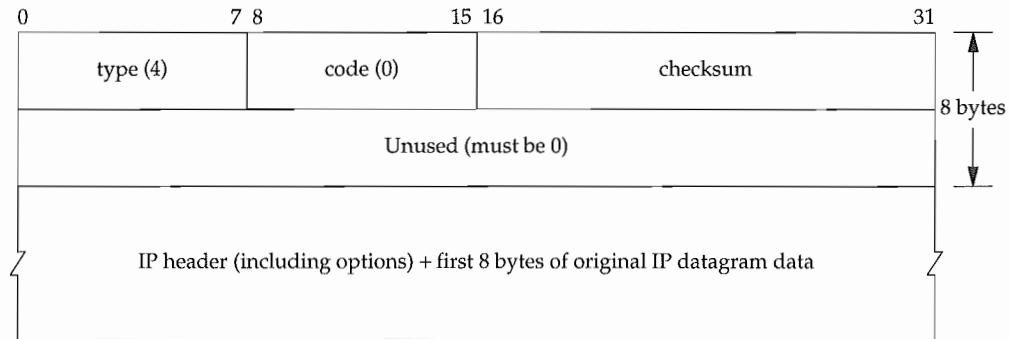 0 7 8 15 16 31
type (4) code (0) checksum
8 bytes
Unused (must be 0)
IP header (including options) + first 8 bytes of original IP datagram data